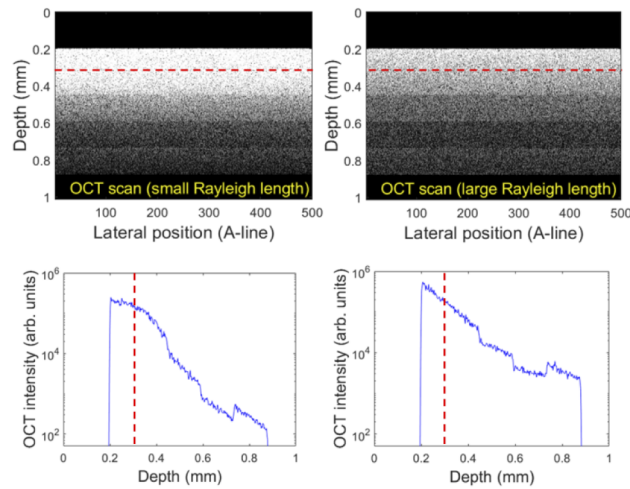 0
0.2
0.4
0.6
0.8
1
Depth (mm)
OCT scan (small Rayleigh length)
100 200 300 400 500
Lateral position (A-line)
0
0.2
0.4
0.6
0.8
1
Depth (mm)
OCT scan (large Rayleigh length)
100 200 300 400 500
Lateral position (A-line)
10^6
10^4
10^2
OCT intensity (arb. units)
0 0.2 0.4 0.6 0.8 1
Depth (mm)
10^6
10^4
10^2
OCT intensity (arb. units)
0 0.2 0.4 0.6 0.8 1
Depth (mm)